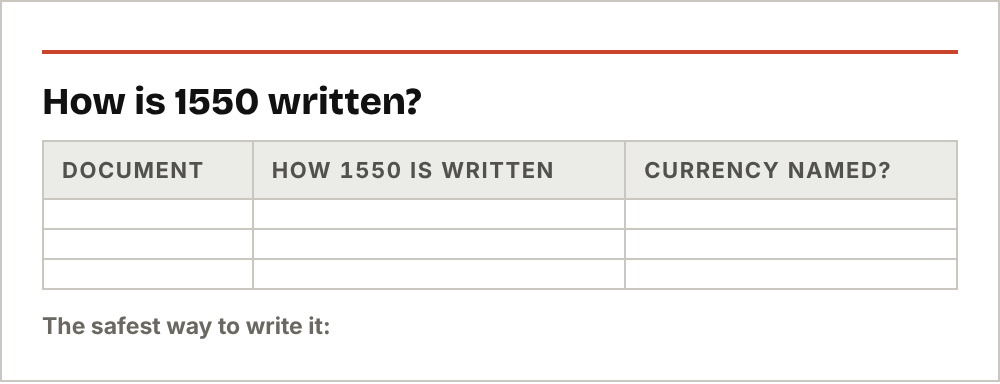 How is 1550 written?
DOCUMENT HOW 1550 IS WRITTEN CURRENCY NAMED?
The safest way to write it: